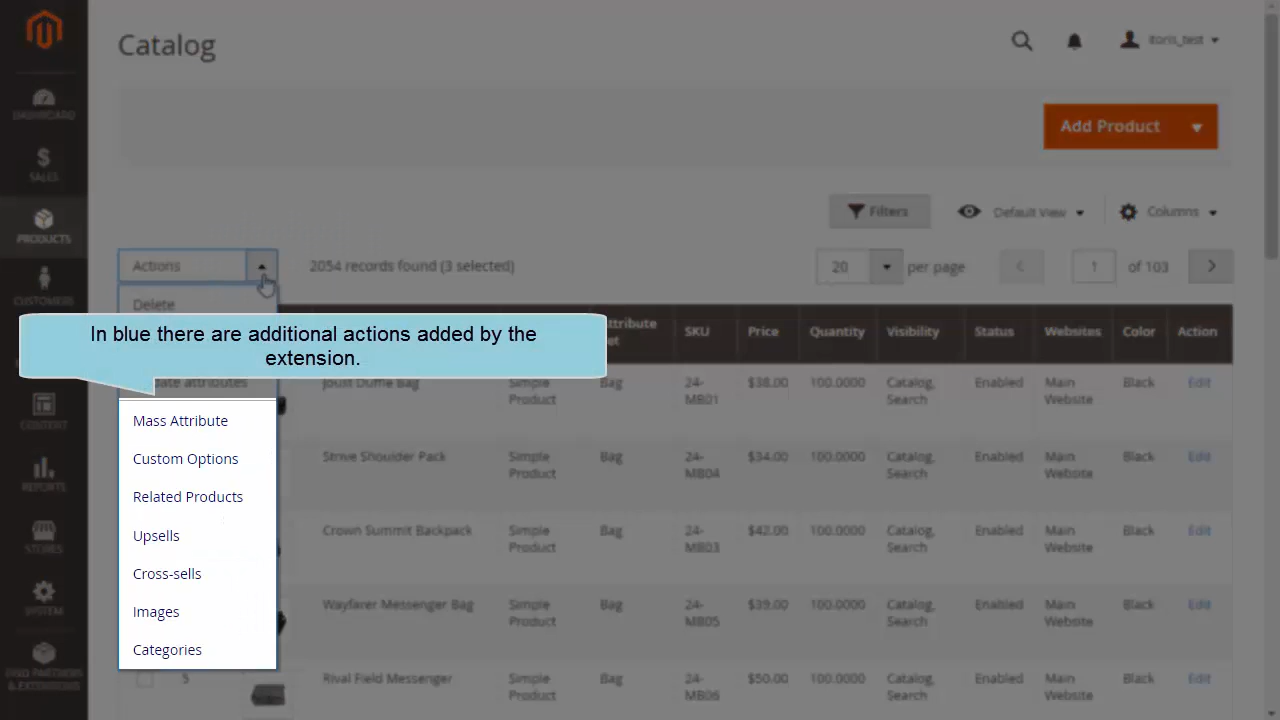 Catalog
itoris_test
DASHBOARD
Add Product
SALES
Filters
Default View
Columns
PRODUCTS
Actions
2054 records found (3 selected)
20
per page
1
of 103
Delete
CUSTOMERS
In blue there are additional actions added by the
extension.
SKU Price Quantity Visibility Status Websites Color Action
attributes
Joust Duffle Bag Simple Product Bag 24-MB01 $38.00 100.0000 Catalog, Search Enabled Main Website Black Edit
CONTENT
Mass Attribute
Custom Options
Strive Shoulder Pack Simple Product Bag 24-MB04 $34.00 100.0000 Catalog, Search Enabled Main Website Black Edit
REPORTS
Related Products
Upsells
Crown Summit Backpack Simple Product Bag 24-MB03 $42.00 100.0000 Catalog, Search Enabled Main Website Black Edit
STORES
Cross-sells
Images
Wayfarer Messenger Bag Simple Product Bag 24-MB05 $39.00 100.0000 Catalog, Search Enabled Main Website Black Edit
SYSTEM
Categories
5 Rival Field Messenger Simple Product Bag 24-MB06 $50.00 100.0000 Catalog, Search Enabled Main Website Black Edit
FIND PARTNERS
& EXTENSIONS